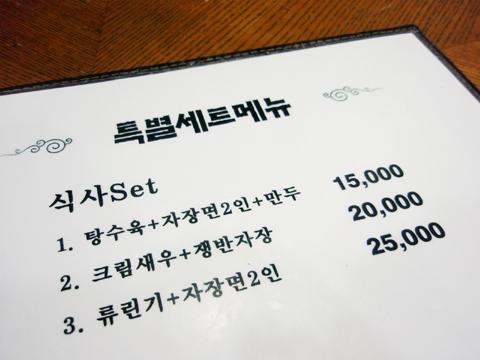 특별세트메뉴
식사Set
1. 탕수육+자장면2인+만두 15,000
2. 크림새우+쟁반자장 20,000
3. 류린기+자장면2인 25,000